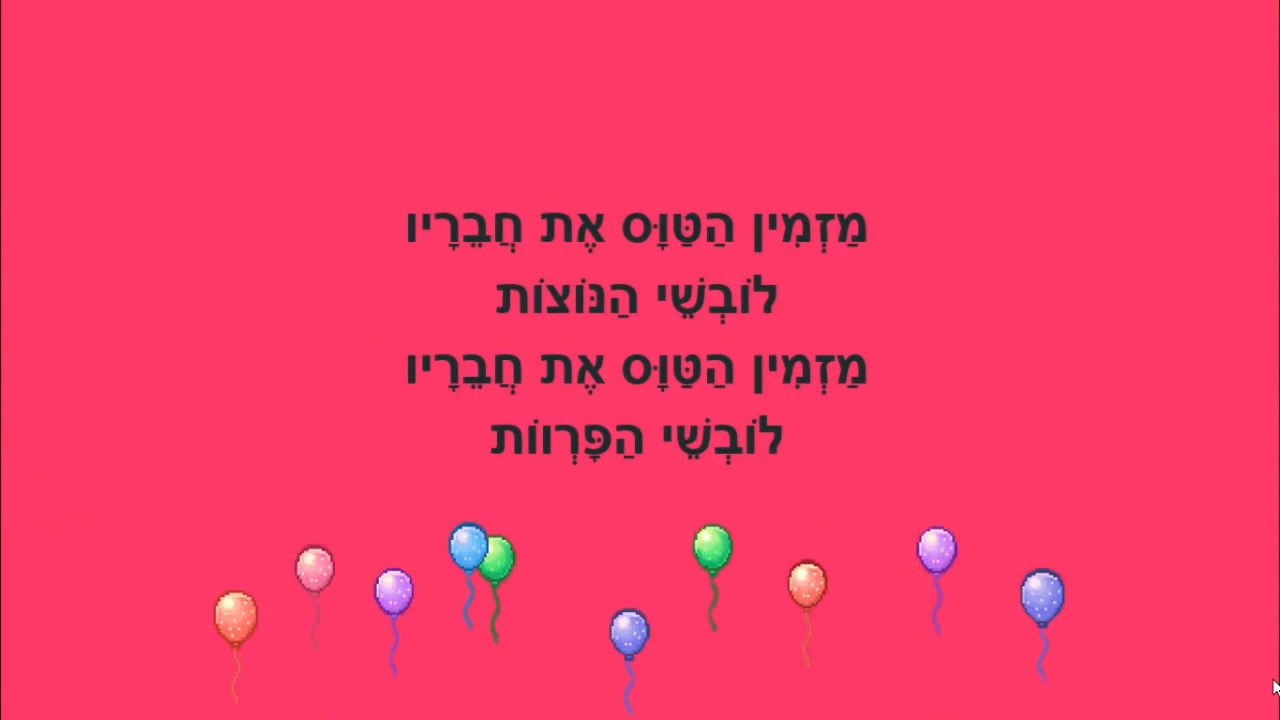 מַזְמִין הַטַּוָּס אֶת חֲבֵרָיו
לוֹבְשֵׁי הַנּוֹצוֹת
מַזְמִין הַטַּוָּס אֶת חֲבֵרָיו
לוֹבְשֵׁי הַפָּרְווֹת